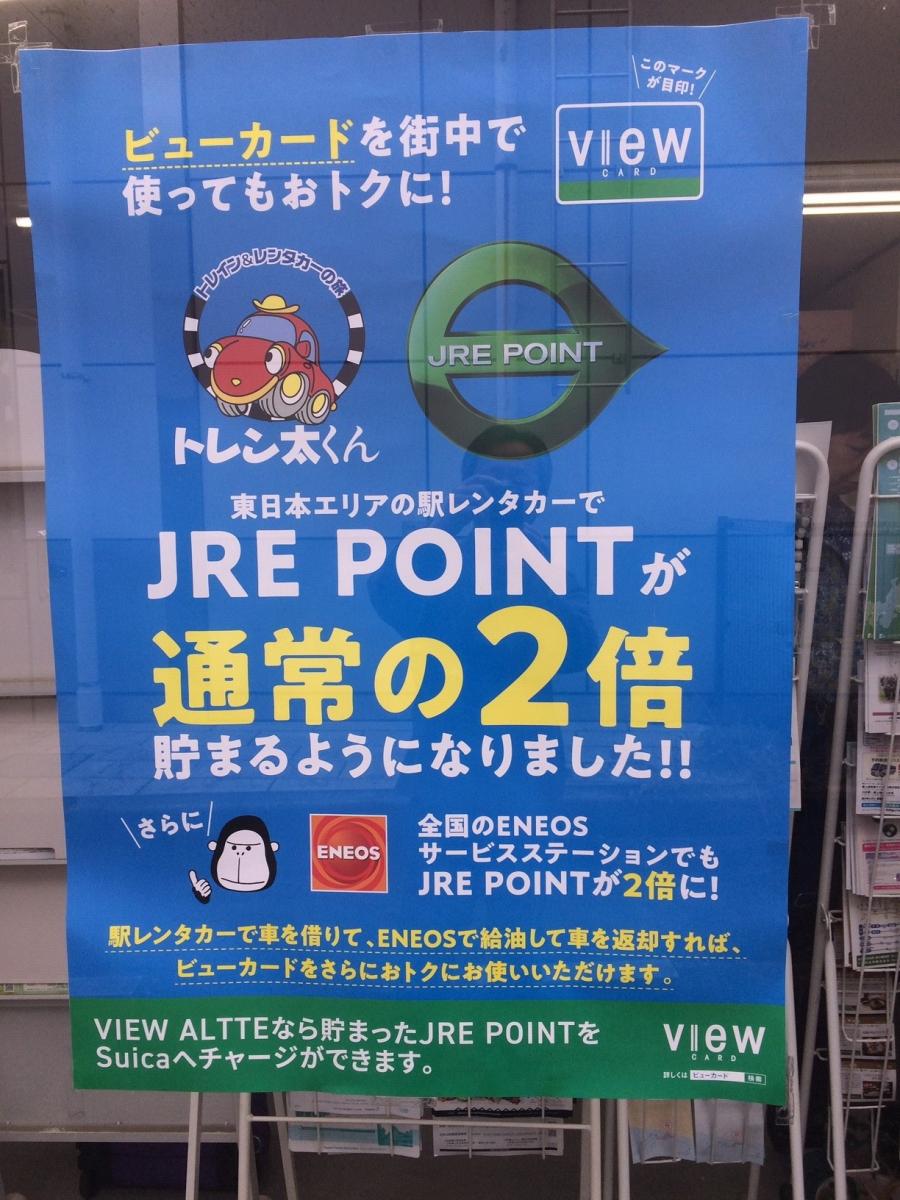 このマーク
が目印!
ビューカードを街中で
使ってもおトクに!
VIEW
CARD
トレイン&レンタカーの旅
トレン太くん
JRE POINT
東日本エリアの駅レンタカーで
JRE POINTが
通常の2倍
貯まるようになりました!!
さらに
ENEOS
全国のENEOS
サービスステーションでも
JRE POINTが2倍に!
駅レンタカーで車を借りて、ENEOSで給油して車を返却すれば、
ビューカードをさらにおトクにお使いいただけます。
VIEW ALTTEなら貯まったJRE POINTを
Suicaへチャージができます。
VIEW
CARD
詳しくは ビューカード 検索